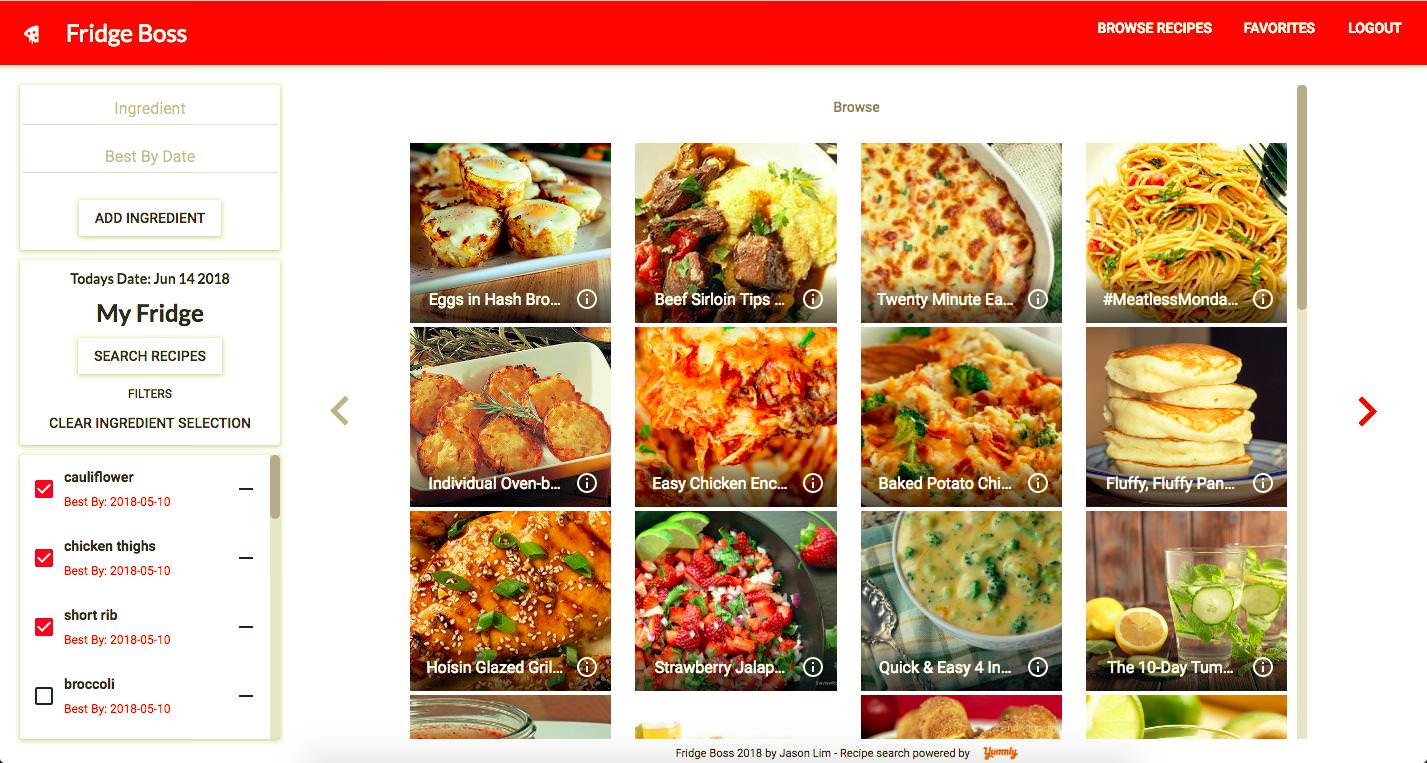 Fridge Boss
BROWSE RECIPES
FAVORITES
LOGOUT
Ingredient
Best By Date
ADD INGREDIENT
Todays Date: Jun 14 2018
My Fridge
SEARCH RECIPES
FILTERS
CLEAR INGREDIENT SELECTION
cauliflower
Best By: 2018-05-10
chicken thighs
Best By: 2018-05-10
short rib
Best By: 2018-05-10
broccoli
Best By: 2018-05-10
Browse
Eggs in Hash Bro...
Beef Sirloin Tips ...
Twenty Minute Ea...
#MeatlessMonda...
Individual Oven-b...
Easy Chicken Enc...
Baked Potato Chi...
Fluffy, Fluffy Pan...
Hoisin Glazed Gril...
Strawberry Jalap...
Quick & Easy 4 In...
The 10-Day Tum...
Fridge Boss 2018 by Jason Lim - Recipe search powered by Yummly